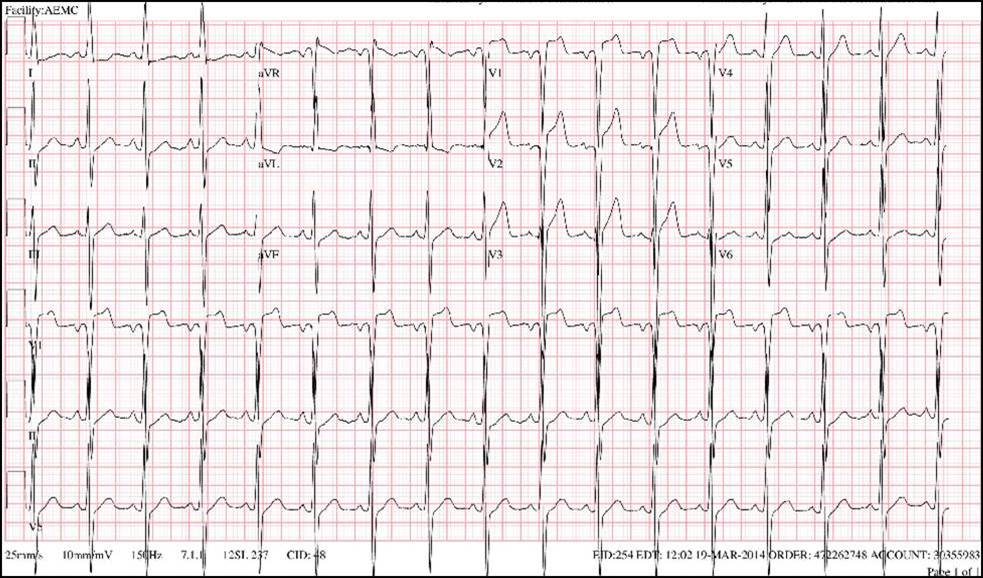 Facility:AEMC
I aVR V1 V4
II aVL V2 V5
III aVF V3 V6
V1
II
V5
25mm/s 10mm/mV 150Hz 7.1.1 12SL 237 CID: 48 EID:254 EDT: 12:02 19-MAR-2014 ORDER: 472262748 ACCOUNT: 30355983
Page 1 of 1